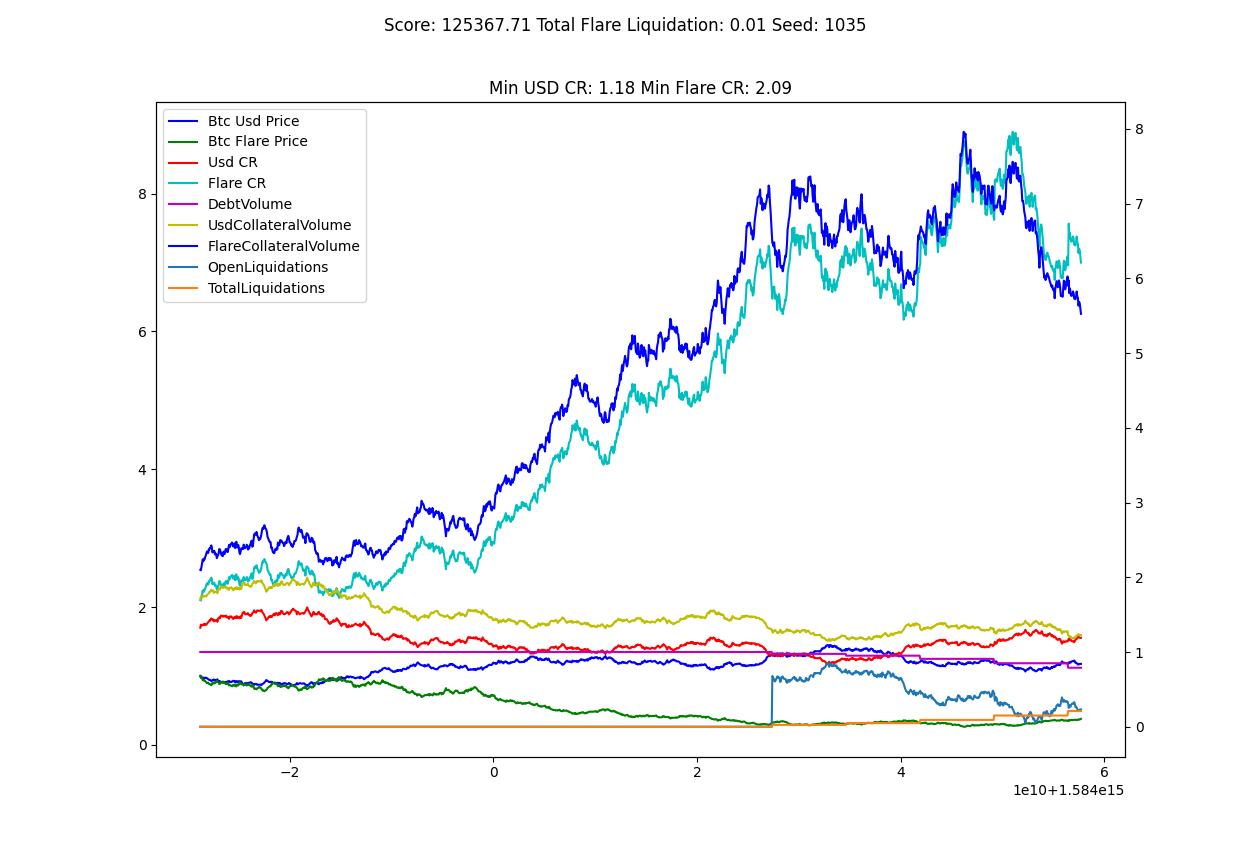 Score: 125367.71 Total Flare Liquidation: 0.01 Seed: 1035
Min USD CR: 1.18 Min Flare CR: 2.09
Btc Usd Price
Btc Flare Price
Usd CR
Flare CR
DebtVolume
UsdCollateralVolume
FlareCollateralVolume
OpenLiquidations
TotalLiquidations
8
6
4
2
0
8
7
6
5
4
3
2
1
0
−2
0
2
4
6
1e10+1.584e15